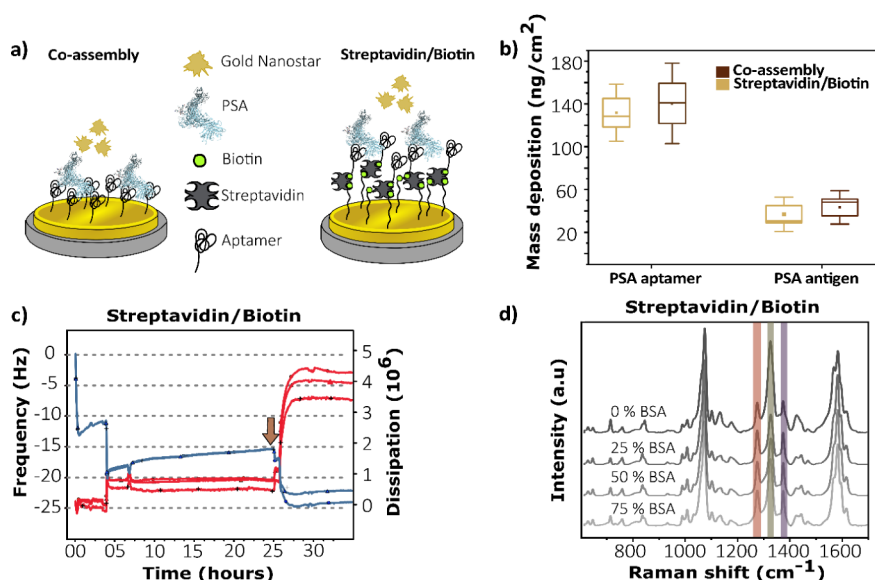 a)
Co-assembly
Gold Nanostar
PSA
Biotin
Streptavidin
Aptamer
Streptavidin/Biotin
b)
Mass deposition (ng/cm²)
180
140
100
60
20
Co-assembly
Streptavidin/Biotin
PSA aptamer
PSA antigen
c)
Streptavidin/Biotin
Frequency (Hz)
0
-5
-10
-15
-20
-25
5
4
3
2
1
0
Dissipation (10⁶)
00
05
10
15
20
25
30
Time (hours)
d)
Streptavidin/Biotin
Intensity (a.u)
0 % BSA
25 % BSA
50 % BSA
75 % BSA
800
1000
1200
1400
1600
Raman shift (cm⁻¹)